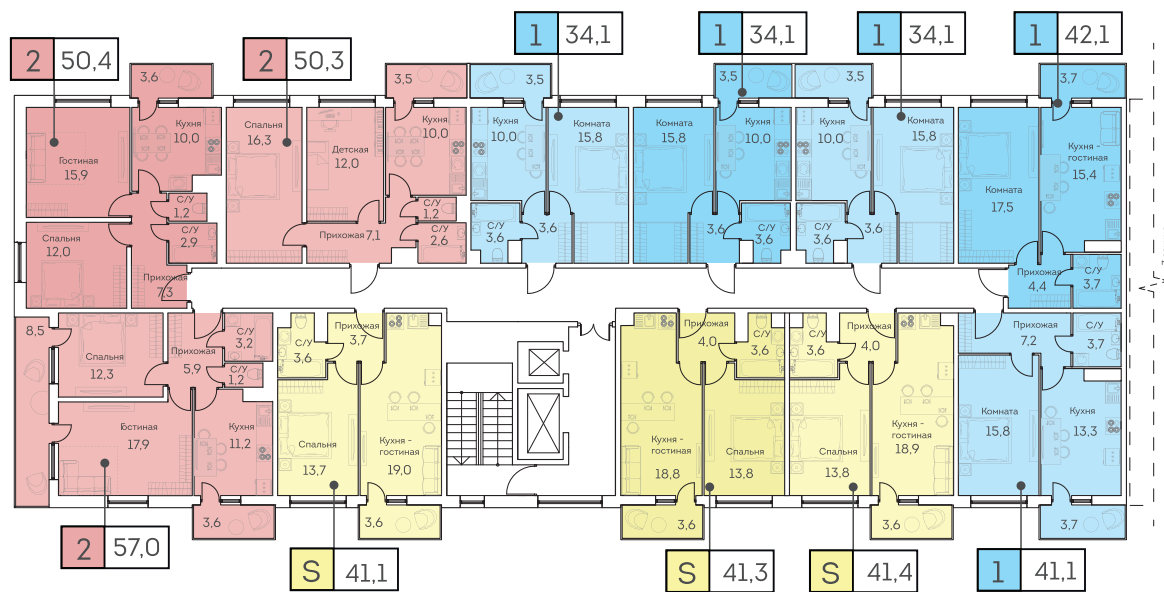 2 50,4
2 50,3
1 34,1
1 34,1
1 34,1
1 42,1
3,6
3,5
3,5
3,5
3,5
3,7
Гостиная
15,9
Кухня
10,0
С/У
1,2
С/У
2,9
Спальня
12,0
Прихожая
7,3
Спальня
16,3
Детская
12,0
Кухня
10,0
С/У
1,2
С/У
2,6
Прихожая 7,1
Кухня
10,0
Комната
15,8
С/У
3,6
3,6
Комната
15,8
Кухня
10,0
3,6
С/У
3,6
Кухня
10,0
Комната
15,8
С/У
3,6
3,6
Комната
17,5
Кухня -
гостиная
15,4
Прихожая
4,4
С/У
3,7
8,5
Спальня
12,3
Прихожая
5,9
С/У
3,2
С/У
1,2
Гостиная
17,9
Кухня
11,2
3,6
С/У
3,6
Прихожая
3,7
Спальня
13,7
Кухня -
гостиная
19,0
3,6
Прихожая
4,0
С/У
3,6
Кухня -
гостиная
18,8
Спальня
13,8
3,6
С/У
3,6
Прихожая
4,0
Спальня
13,8
Кухня -
гостиная
18,9
3,6
Прихожая
7,2
С/У
3,7
Комната
15,8
Кухня
13,3
3,7
2 57,0
S 41,1
S 41,3
S 41,4
1 41,1